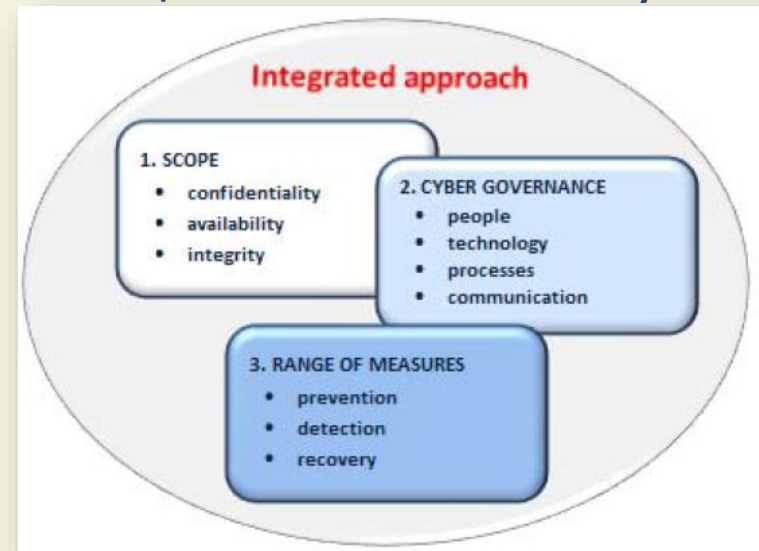 Integrated approach
1. SCOPE
• confidentiality
• availability
• integrity
2. CYBER GOVERNANCE
• people
• technology
• processes
• communication
3. RANGE OF MEASURES
• prevention
• detection
• recovery